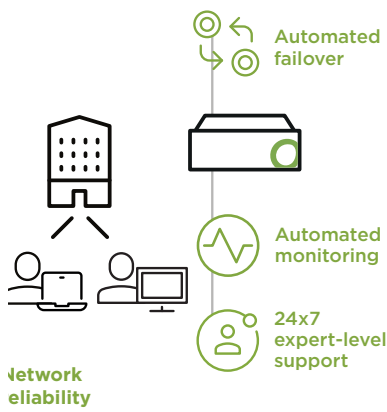 Automated
failover
Automated
monitoring
24x7
expert-level
support
Network
eliability